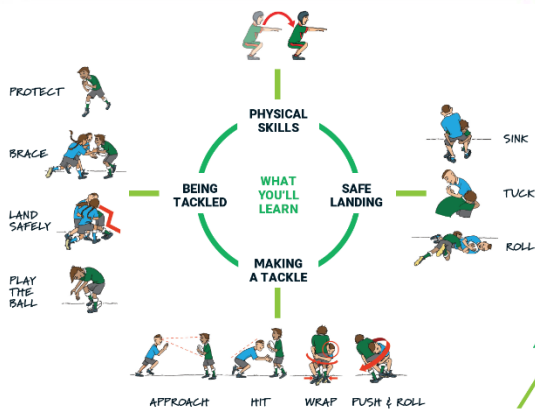 PHYSICAL
SKILLS
PROTECT
BRACE
LAND
SAFELY
PLAY
THE
BALL
BEING
TACKLED
WHAT
YOU'LL
LEARN
SAFE
LANDING
SINK
TUCK
ROLL
MAKING
A TACKLE
APPROACH HIT WRAP PUSH & ROLL